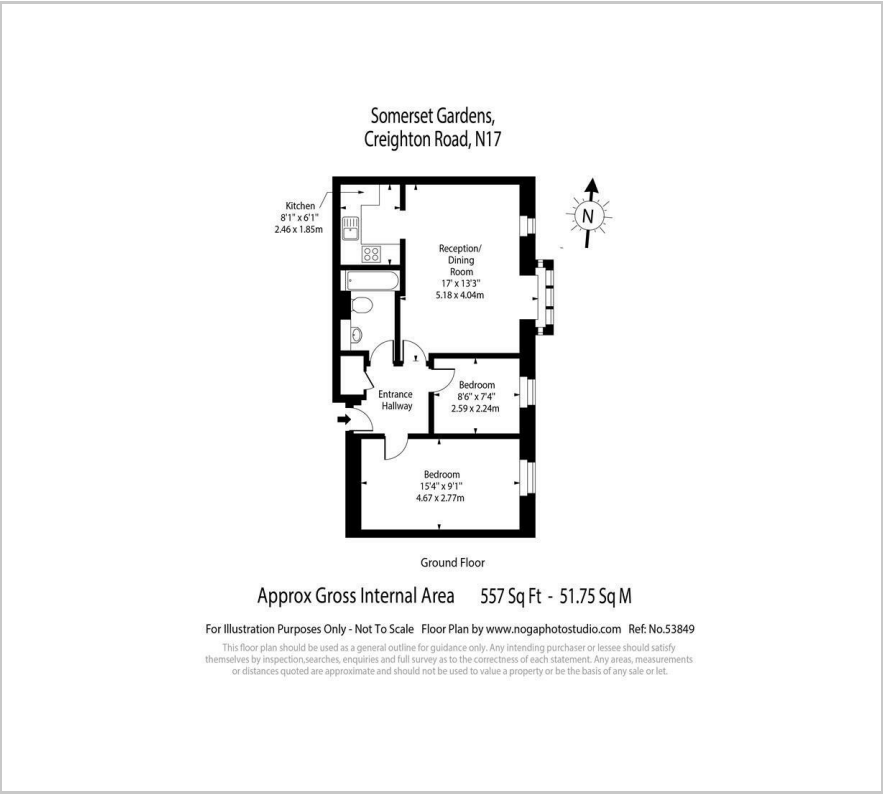 Somerset Gardens,
Creighton Road, N17
Kitchen
8'1" x 6'1"
2.46 x 1.85m
N
Reception/
Dining
Room
17' x 13'3"
5.18 x 4.04m
Entrance
Hallway
Bedroom
8'6" x 7'4"
2.59 x 2.24m
Bedroom
15'4" x 9'1"
4.67 x 2.77m
Ground Floor
Approx Gross Internal Area 557 Sq Ft - 51.75 Sq M
For Illustration Purposes Only - Not To Scale Floor Plan by www.nogaphotostudio.com Ref: No.53849
This floor plan should be used as a general outline for guidance only. Any intending purchaser or lessee should satisfy
themselves by inspection,searches, enquiries and full survey as to the correctness of each statement. Any areas, measurements
or distances quoted are approximate and should not be used to value a property or be the basis of any sale or let.